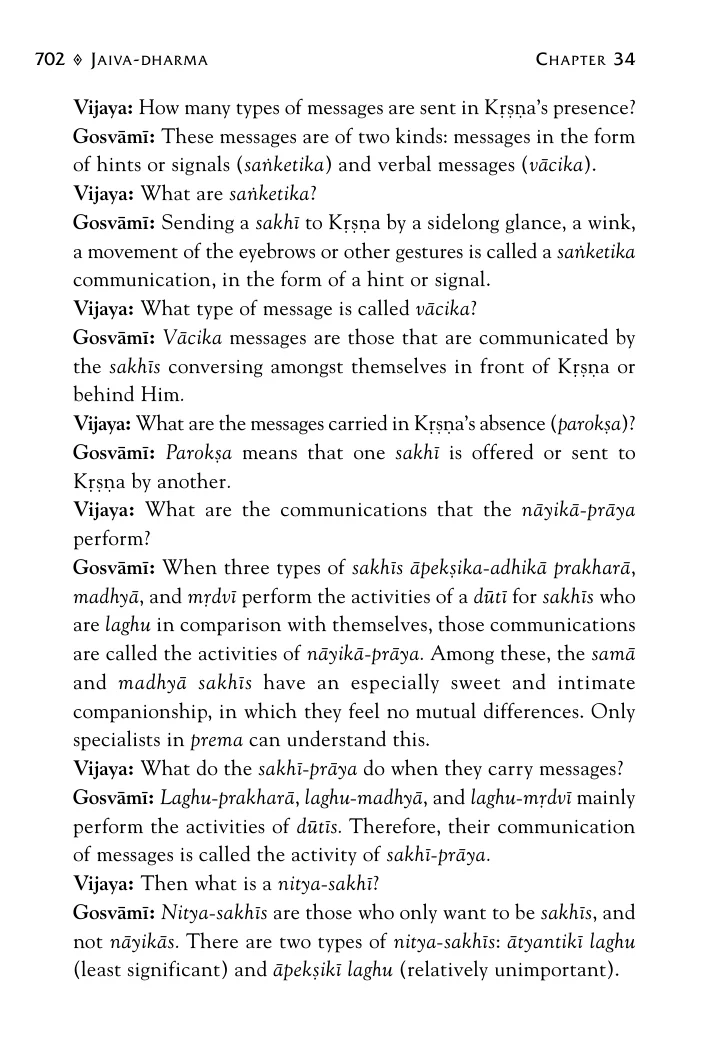 702 ◊ JAIVA-DHARMA CHAPTER 34
Vijaya: How many types of messages are sent in Kṛṣṇa's presence?
Gosvāmī: These messages are of two kinds: messages in the form
of hints or signals (saṅketika) and verbal messages (vācika).
Vijaya: What are saṅketika?
Gosvāmī: Sending a sakhī to Kṛṣṇa by a sidelong glance, a wink,
a movement of the eyebrows or other gestures is called a saṅketika
communication, in the form of a hint or signal.
Vijaya: What type of message is called vācika?
Gosvāmī: Vācika messages are those that are communicated by
the sakhīs conversing amongst themselves in front of Kṛṣṇa or
behind Him.
Vijaya: What are the messages carried in Kṛṣṇa's absence (parokṣa)?
Gosvāmī: Parokṣa means that one sakhī is offered or sent to
Kṛṣṇa by another.
Vijaya: What are the communications that the nāyikā-prāya
perform?
Gosvāmī: When three types of sakhīs āpekṣika-adhikā prakharā,
madhyā, and mṛdvī perform the activities of a dūtī for sakhīs who
are laghu in comparison with themselves, those communications
are called the activities of nāyikā-prāya. Among these, the samā
and madhyā sakhīs have an especially sweet and intimate
companionship, in which they feel no mutual differences. Only
specialists in prema can understand this.
Vijaya: What do the sakhī-prāya do when they carry messages?
Gosvāmī: Laghu-prakharā, laghu-madhyā, and laghu-mṛdvī mainly
perform the activities of dūtīs. Therefore, their communication
of messages is called the activity of sakhī-prāya.
Vijaya: Then what is a nitya-sakhī?
Gosvāmī: Nitya-sakhīs are those who only want to be sakhīs, and
not nāyikās. There are two types of nitya-sakhīs: ātyantikī laghu
(least significant) and āpekṣikī laghu (relatively unimportant).